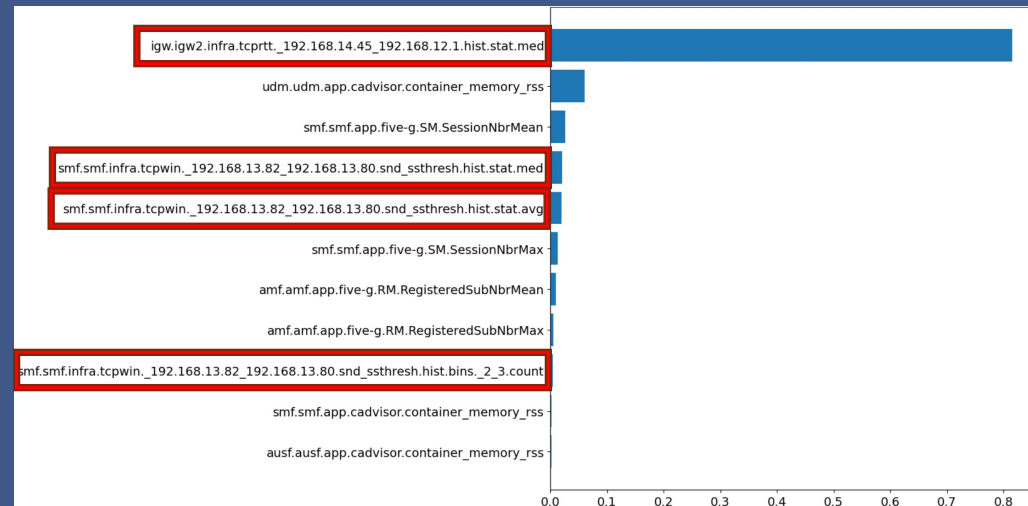 igw.igw2.infra.tcprtt._192.168.14.45_192.168.12.1.hist.stat.med
udm.udm.app.cadvisor.container_memory_rss
smf.smf.app.five-g.SM.SessionNbrMean
smf.smf.infra.tcpwin._192.168.13.82_192.168.13.80.snd_ssthresh.hist.stat.med
smf.smf.infra.tcpwin._192.168.13.82_192.168.13.80.snd_ssthresh.hist.stat.avg
smf.smf.app.five-g.SM.SessionNbrMax
amf.amf.app.five-g.RM.RegisteredSubNbrMean
amf.amf.app.five-g.RM.RegisteredSubNbrMax
smf.smf.infra.tcpwin._192.168.13.82_192.168.13.80.snd_ssthresh.hist.bins._2_3.count
smf.smf.app.cadvisor.container_memory_rss
ausf.ausf.app.cadvisor.container_memory_rss
0.0 0.1 0.2 0.3 0.4 0.5 0.6 0.7 0.8